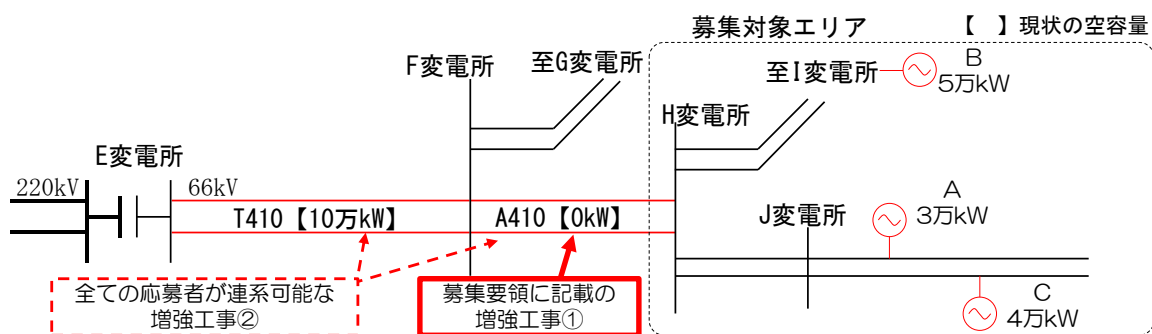 募集対象エリア
【　】現状の空容量
F変電所
至G変電所
至I変電所
B
5万kW
H変電所
E変電所
220kV
66kV
T410【10万kW】
A410【0kW】
J変電所
A
3万kW
全ての応募者が連系可能な
増強工事②
募集要領に記載の
増強工事①
C
4万kW